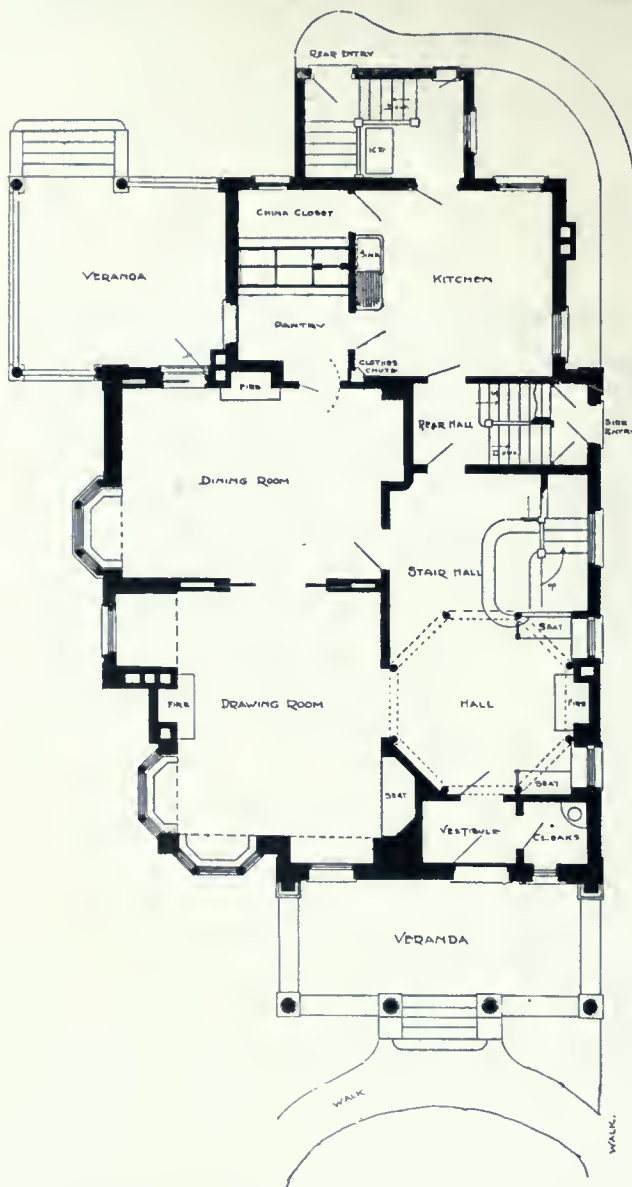 REAR ENTRY
ICE
CHINA CLOSET
SINK
VERANDA
KITCHEN
PANTRY
CLOTHES
CHUTE
FIRE
REAR HALL
DOWN
SIDE
ENTRY
DINING ROOM
STAIR HALL
UP
SEAT
FIRE
DRAWING ROOM
HALL
FIRE
SEAT
SEAT
VESTIBULE
CLOAKS
VERANDA
WALK
WALK.